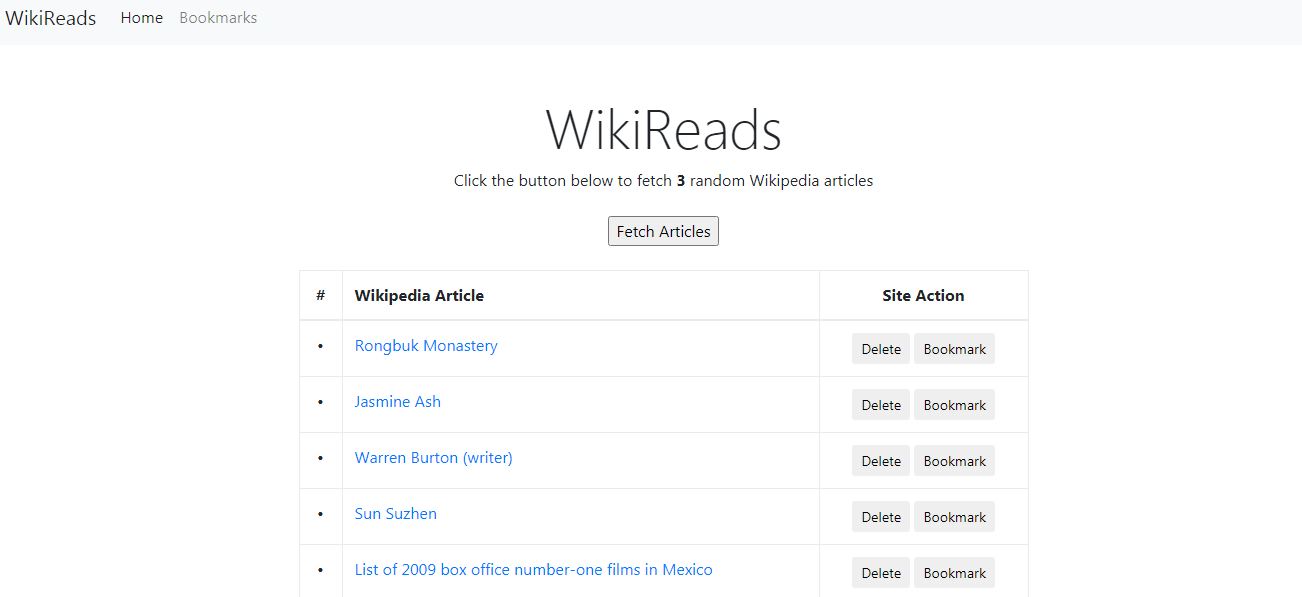 WikiReads Home Bookmarks
WikiReads
Click the button below to fetch 3 random Wikipedia articles
Fetch Articles
# Wikipedia Article Site Action
• Rongbuk Monastery Delete Bookmark
• Jasmine Ash Delete Bookmark
• Warren Burton (writer) Delete Bookmark
• Sun Suzhen Delete Bookmark
• List of 2009 box office number-one films in Mexico Delete Bookmark